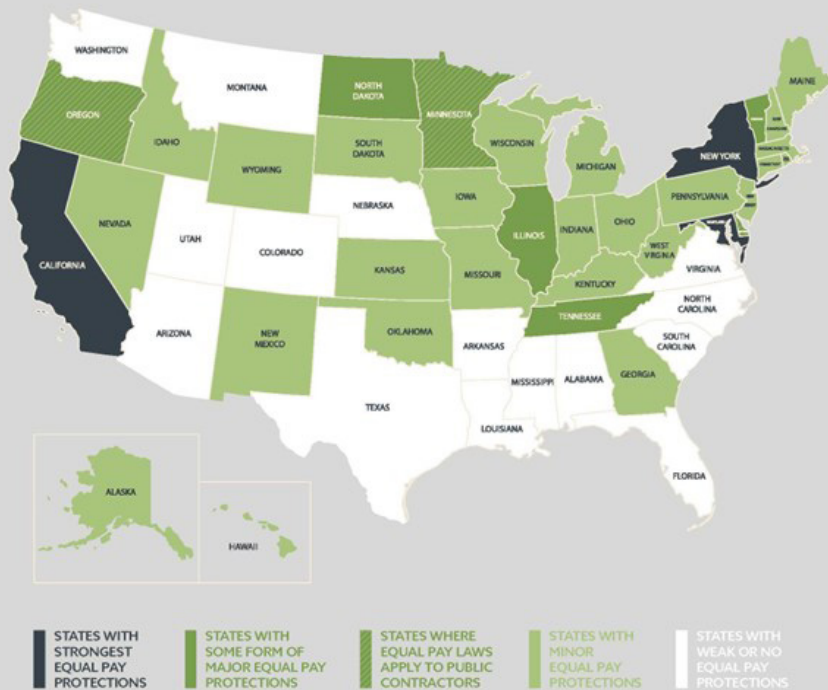 WASHINGTON
MONTANA
NORTH
DAKOTA
MINNESOTA
MAINE
OREGON
IDAHO
SOUTH
DAKOTA
WISCONSIN
MICHIGAN
NEW YORK
WYOMING
NEVADA
NEBRASKA
IOWA
PENNSYLVANIA
UTAH
COLORADO
ILLINOIS
INDIANA
OHIO
CALIFORNIA
KANSAS
MISSOURI
WEST
VIRGINIA
VIRGINIA
KENTUCKY
ARIZONA
NEW
MEXICO
OKLAHOMA
ARKANSAS
TENNESSEE
NORTH
CAROLINA
SOUTH
CAROLINA
TEXAS
MISSISSIPPI
ALABAMA
GEORGIA
LOUISIANA
FLORIDA
ALASKA
HAWAII
STATES WITH
STRONGEST
EQUAL PAY
PROTECTIONS
STATES WITH
SOME FORM OF
MAJOR EQUAL PAY
PROTECTIONS
STATES WHERE
EQUAL PAY LAWS
APPLY TO PUBLIC
CONTRACTORS
STATES WITH
MINOR
EQUAL PAY
PROTECTIONS
STATES WITH
WEAK OR NO
EQUAL PAY
PROTECTIONS